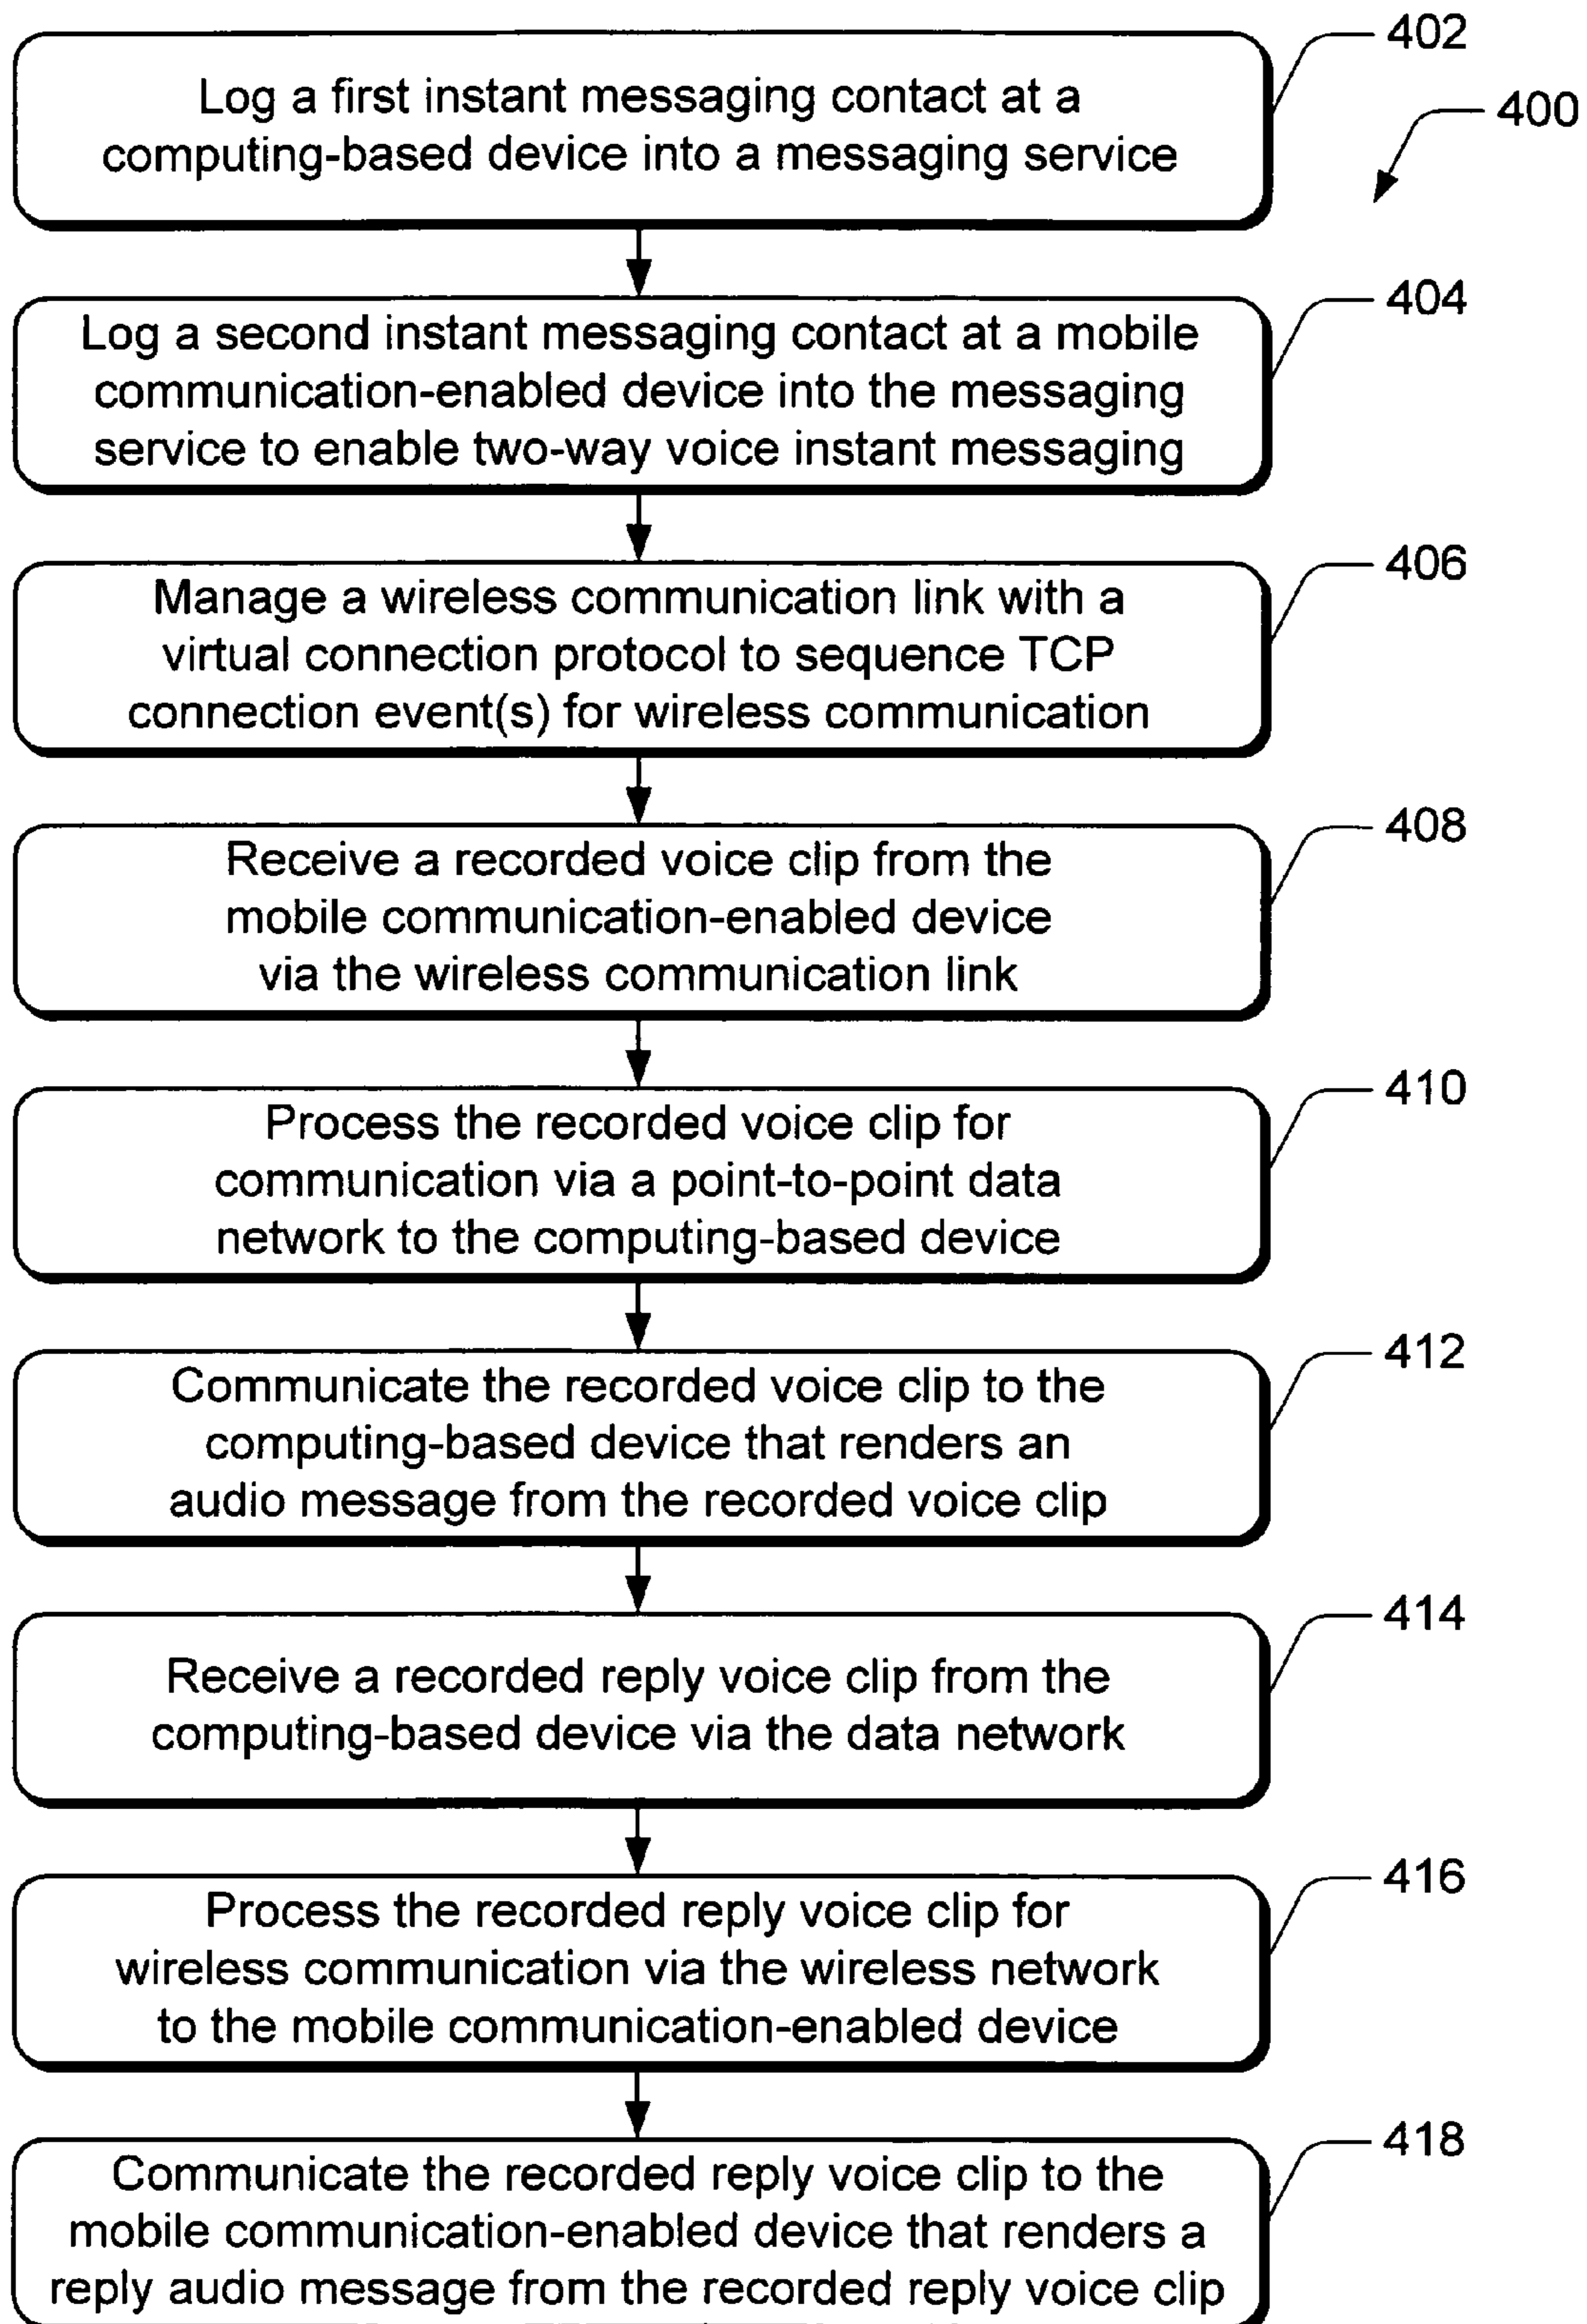 402
400
Log a first instant messaging contact at a
computing-based device into a messaging service
404
Log a second instant messaging contact at a mobile
communication-enabled device into the messaging
service to enable two-way voice instant messaging
406
Manage a wireless communication link with a
virtual connection protocol to sequence TCP
connection event(s) for wireless communication
408
Receive a recorded voice clip from the
mobile communication-enabled device
via the wireless communication link
410
Process the recorded voice clip for
communication via a point-to-point data
network to the computing-based device
412
Communicate the recorded voice clip to the
computing-based device that renders an
audio message from the recorded voice clip
414
Receive a recorded reply voice clip from the
computing-based device via the data network
416
Process the recorded reply voice clip for
wireless communication via the wireless network
to the mobile communication-enabled device
418
Communicate the recorded reply voice clip to the
mobile communication-enabled device that renders a
reply audio message from the recorded reply voice clip